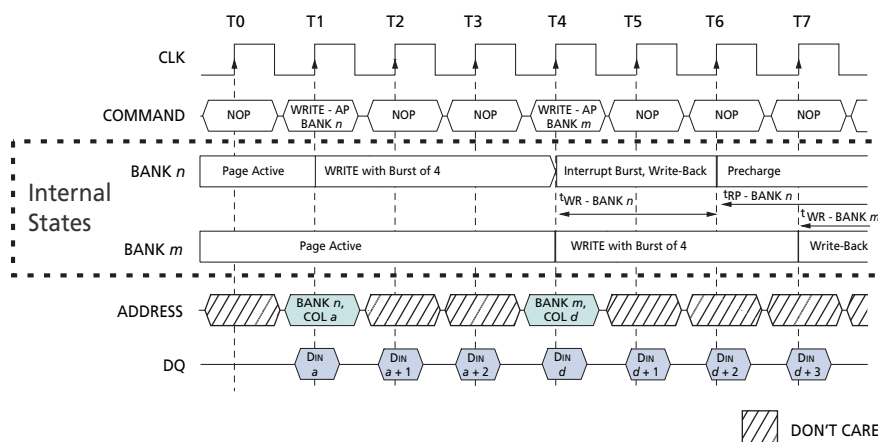 T0 T1 T2 T3 T4 T5 T6 T7
CLK
COMMAND NOP WRITE - AP BANK n NOP NOP WRITE - AP BANK m NOP NOP NOP
Internal States
BANK n Page Active WRITE with Burst of 4 Interrupt Burst, Write-Back Precharge
tWR - BANK n tRP - BANK n
tWR - BANK m
BANK m Page Active WRITE with Burst of 4 Write-Back
ADDRESS BANK n, COL a BANK m, COL d
DQ DIN a DIN a + 1 DIN a + 2 DIN d DIN d + 1 DIN d + 2 DIN d + 3
DON'T CARE